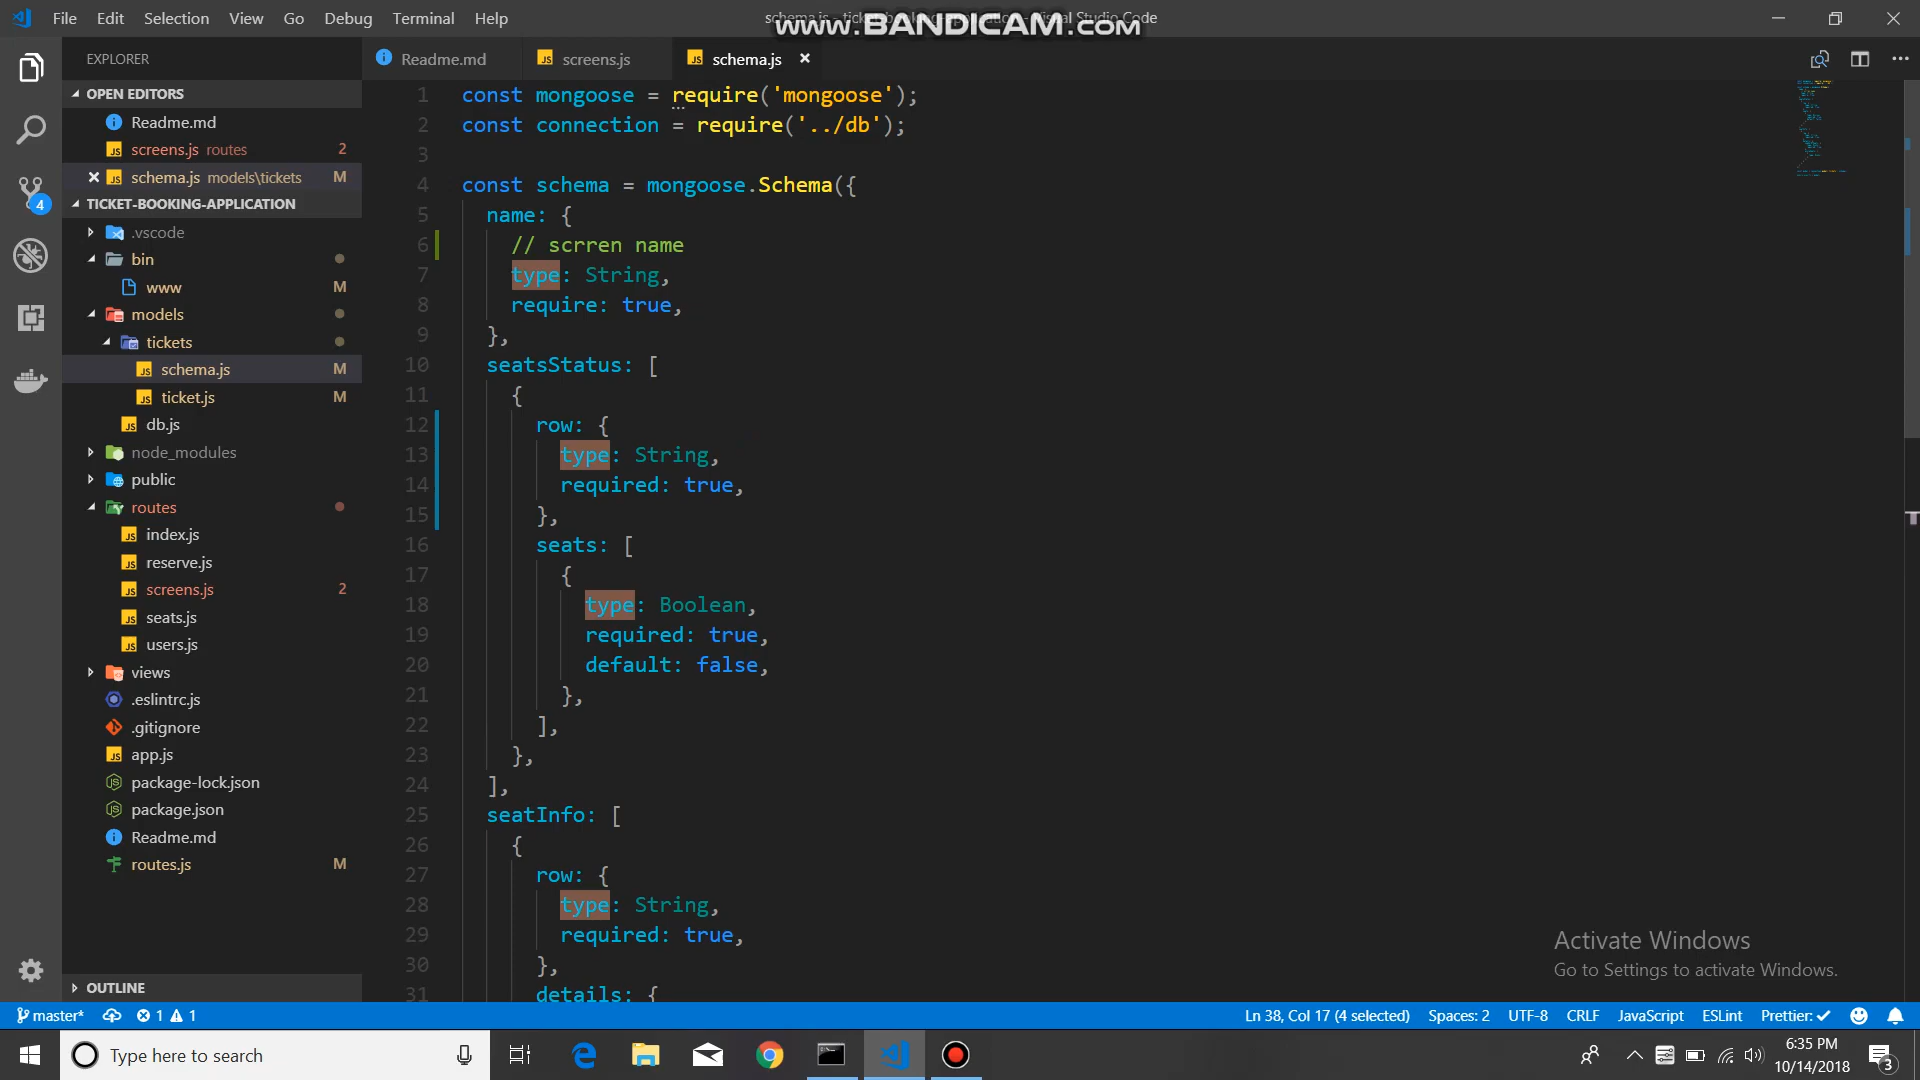 File Edit Selection View Go Debug Terminal Help
www.BANDICAM.com
EXPLORER
OPEN EDITORS
Readme.md
screens.js routes 2
schema.js models\tickets M
4
TICKET-BOOKING-APPLICATION
.vscode
bin
www M
models
tickets
schema.js M
ticket.js M
db.js
node_modules
public
routes
index.js
reserve.js
screens.js 2
seats.js
users.js
views
.eslintrc.js
.gitignore
app.js
package-lock.json
package.json
Readme.md
routes.js M
OUTLINE
Readme.md screens.js schema.js
1 const mongoose = require('mongoose');
2 const connection = require('../db');
3
4 const schema = mongoose.Schema({
5 name: {
6 // scrren name
7 type: String,
8 require: true,
9 },
10 seatsStatus: [
11 {
12 row: {
13 type: String,
14 required: true,
15 },
16 seats: [
17 {
18 type: Boolean,
19 required: true,
20 default: false,
21 },
22 ],
23 },
24 ],
25 seatInfo: [
26 {
27 row: {
28 type: String,
29 required: true,
30 },
31 details: {
Activate Windows
Go to Settings to activate Windows.
master* 1 1 Ln 38, Col 17 (4 selected) Spaces: 2 UTF-8 CRLF JavaScript ESLint Prettier: ✓
Type here to search
6:35 PM
10/14/2018
3